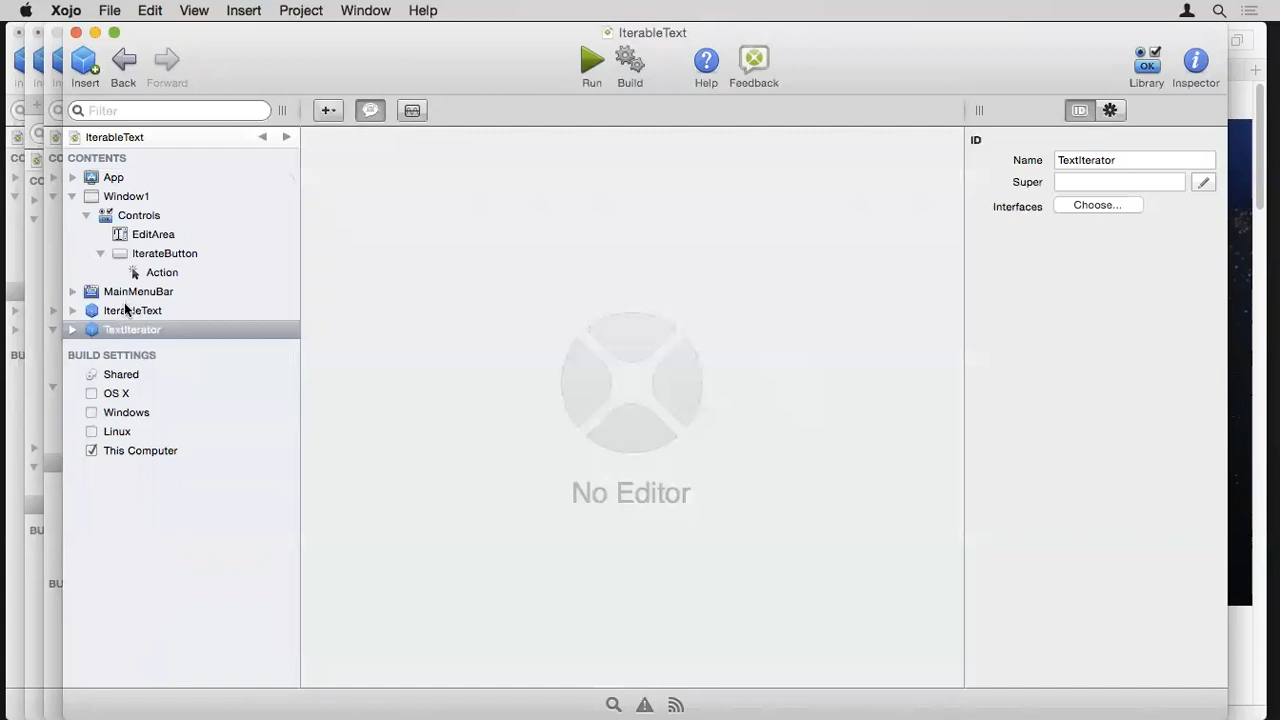 Xojo File Edit View Insert Project Window Help
IterableText
Insert Back Forward Run Build Help Feedback Library Inspector
OK
Filter
ID
IterableText
ID
CONTENTS
Name TextIterator
App
Super
Window1
Interfaces Choose...
Controls
EditArea
IterateButton
Action
MainMenuBar
IterableText
TextIterator
BUILD SETTINGS
Shared
OS X
Windows
Linux
This Computer
No Editor